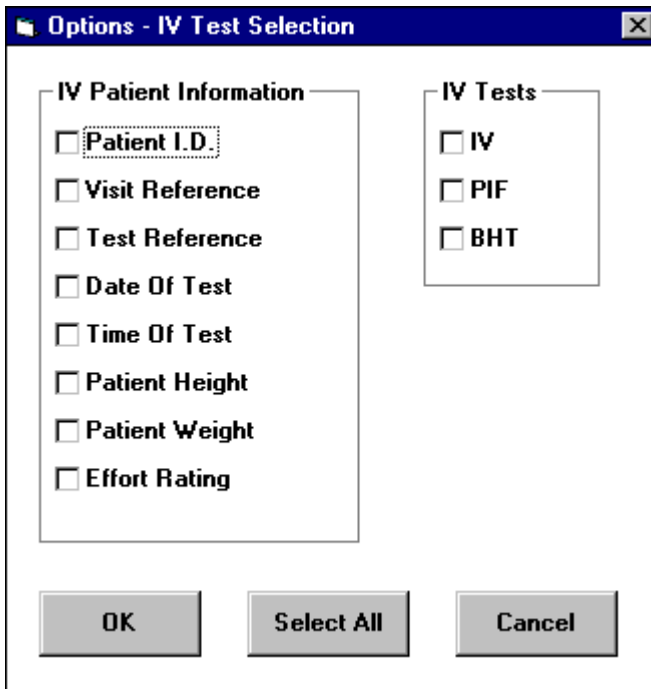 Options - IV Test Selection
IV Patient Information
Patient I.D.
Visit Reference
Test Reference
Date Of Test
Time Of Test
Patient Height
Patient Weight
Effort Rating
IV Tests
IV
PIF
BHT
OK
Select All
Cancel